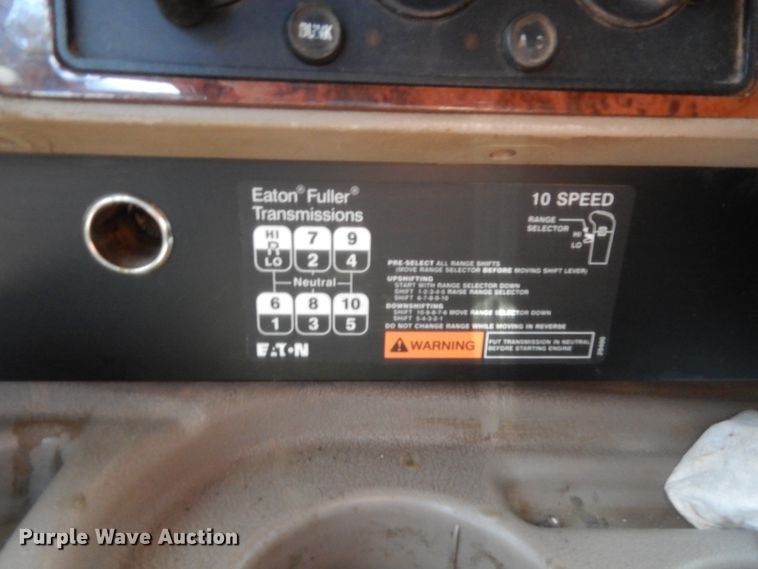 BUNK
Eaton® Fuller®
Transmissions
10 SPEED
RANGE
SELECTOR
HI
LO
HI 7 9
R
LO 2 4
Neutral
6 8 10
1 3 5
EATON
PRE-SELECT ALL RANGE SHIFTS
(MOVE RANGE SELECTOR BEFORE MOVING SHIFT LEVER)
UPSHIFTING
START WITH RANGE SELECTOR DOWN
SHIFT 1-2-3-4-5 RAISE RANGE SELECTOR
SHIFT 6-7-8-9-10
DOWNSHIFTING
SHIFT 10-9-8-7-6 MOVE RANGE SELECTOR DOWN
SHIFT 5-4-3-2-1
DO NOT CHANGE RANGE WHILE MOVING IN REVERSE
WARNING
PUT TRANSMISSION IN NEUTRAL
BEFORE STARTING ENGINE
Purple Wave Auction